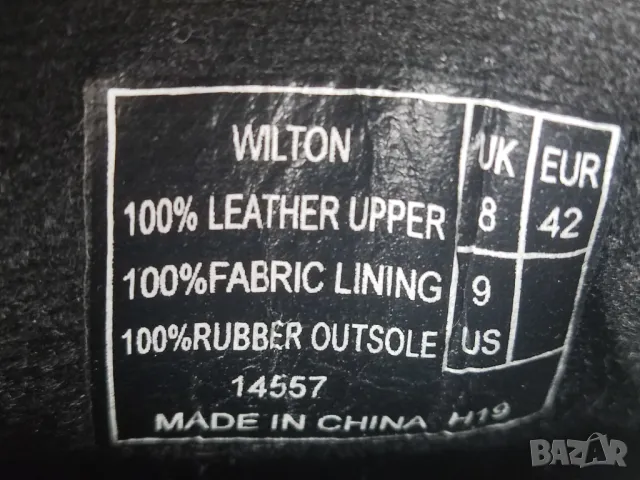 WILTON UK EUR
100% LEATHER UPPER 8 42
100%FABRIC LINING 9
100%RUBBER OUTSOLE US
14557
MADE IN CHINA H19
BAZAR